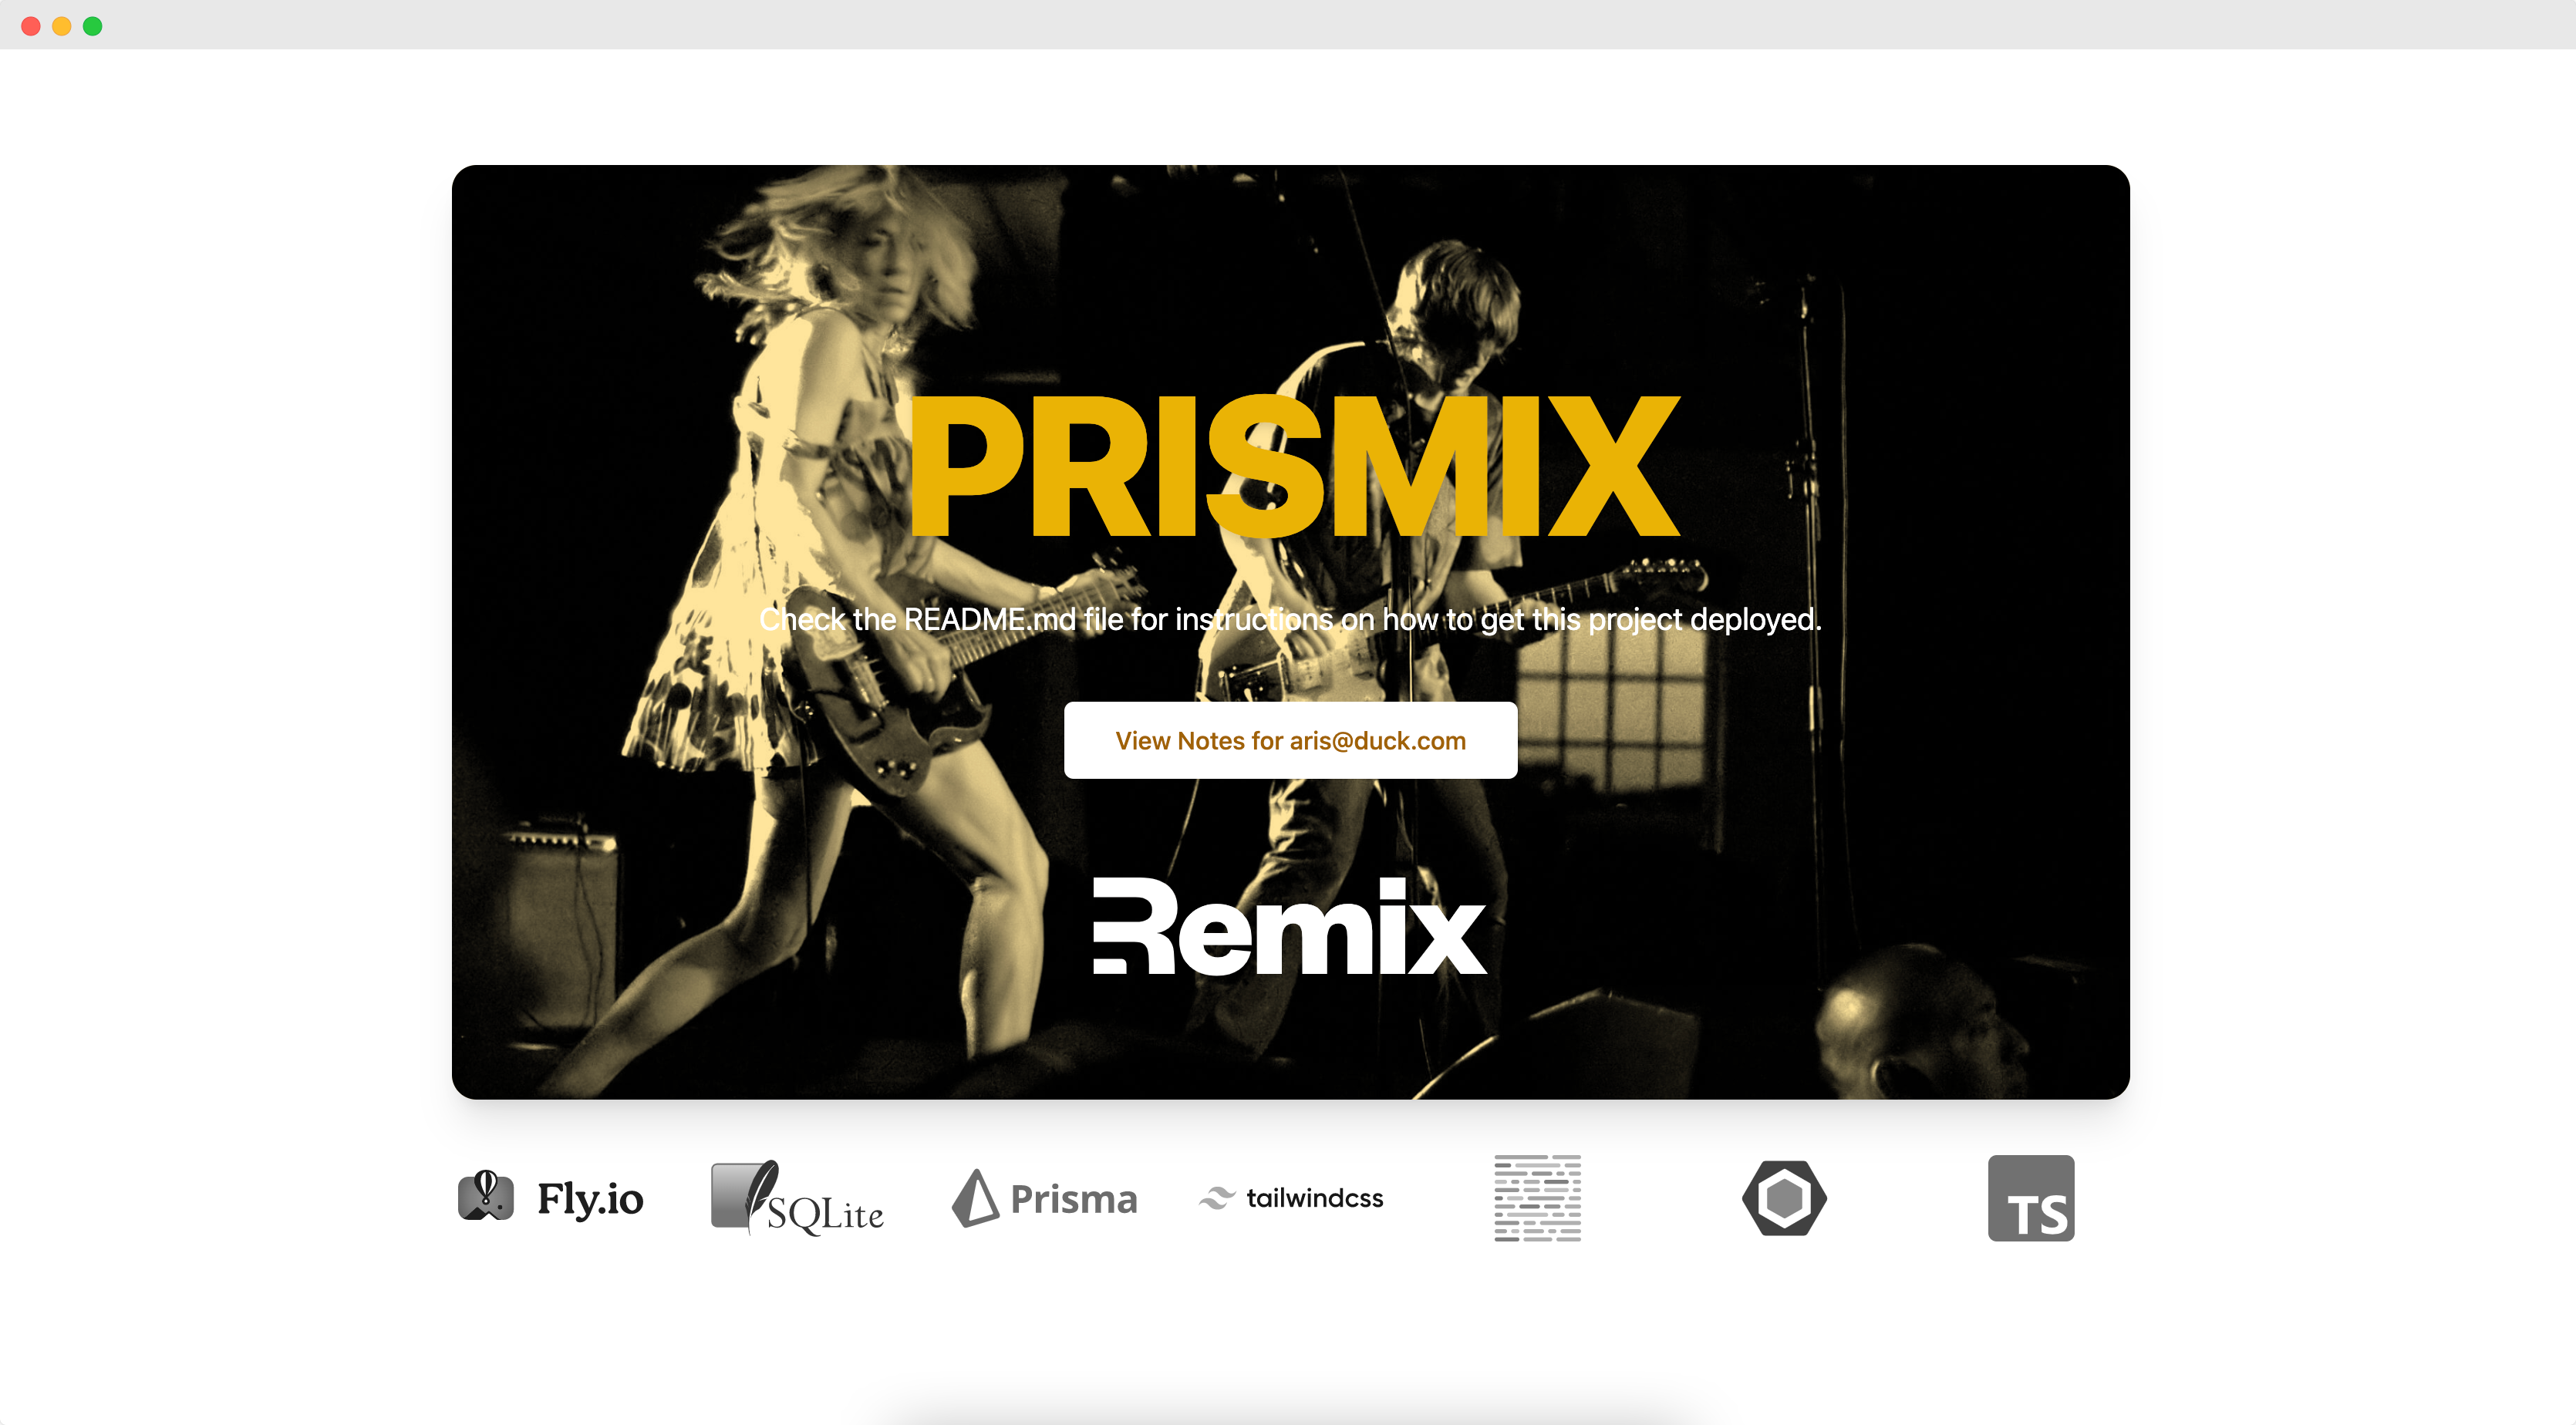 PRISMIX
Check the README.md file for instructions on how to get this project deployed.
View Notes for aris@duck.com
Remix
Fly.io
SQLite
Prisma
tailwindcss
TS